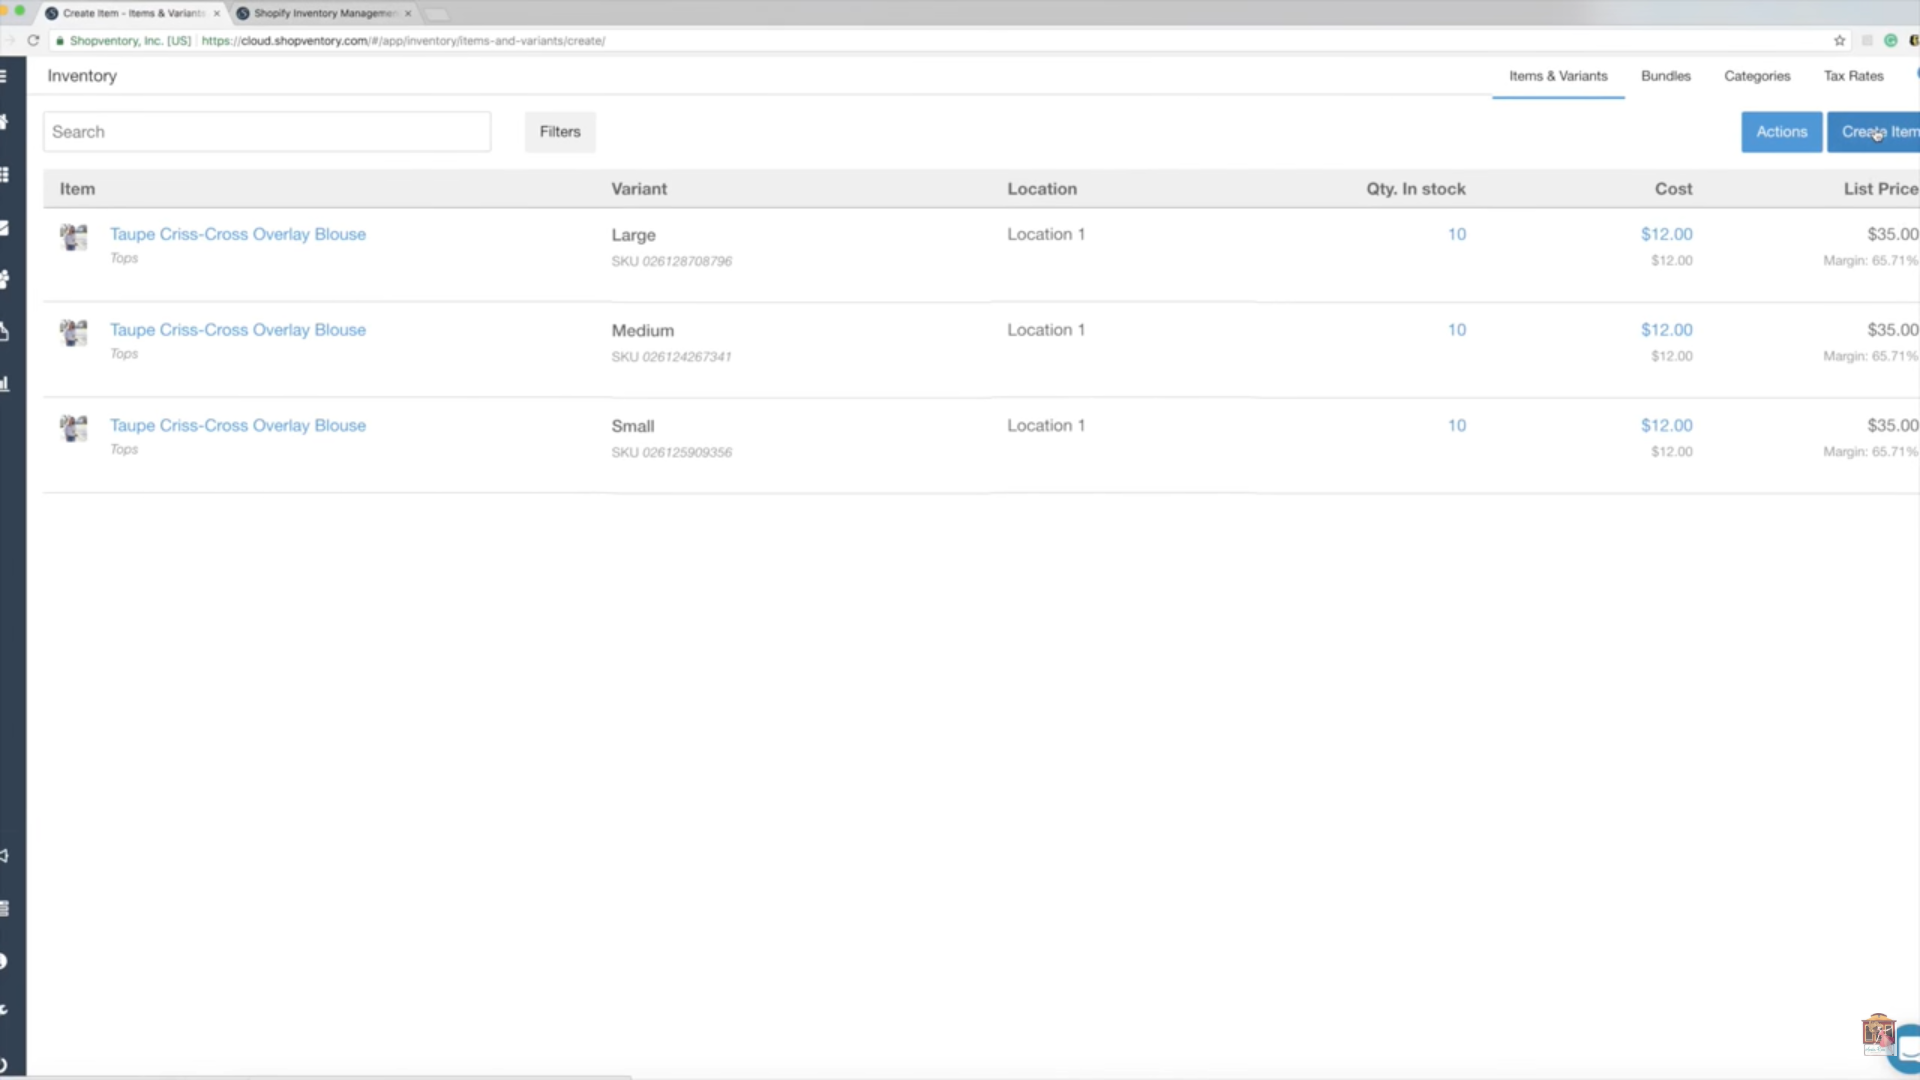 Create Item - Items & Variants
Shopify Inventory Managemen
Shopventory, Inc. [US] https://cloud.shopventory.com/#/app/inventory/items-and-variants/create/
Inventory Items & Variants Bundles Categories Tax Rates
Search Filters Actions Create Item
Item Variant Location Qty. In stock Cost List Price
Taupe Criss-Cross Overlay Blouse Large Location 1 10 $12.00 $35.00
Tops SKU 026128708796 $12.00 Margin: 65.71%
Taupe Criss-Cross Overlay Blouse Medium Location 1 10 $12.00 $35.00
Tops SKU 026124267341 $12.00 Margin: 65.71%
Taupe Criss-Cross Overlay Blouse Small Location 1 10 $12.00 $35.00
Tops SKU 026125909356 $12.00 Margin: 65.71%